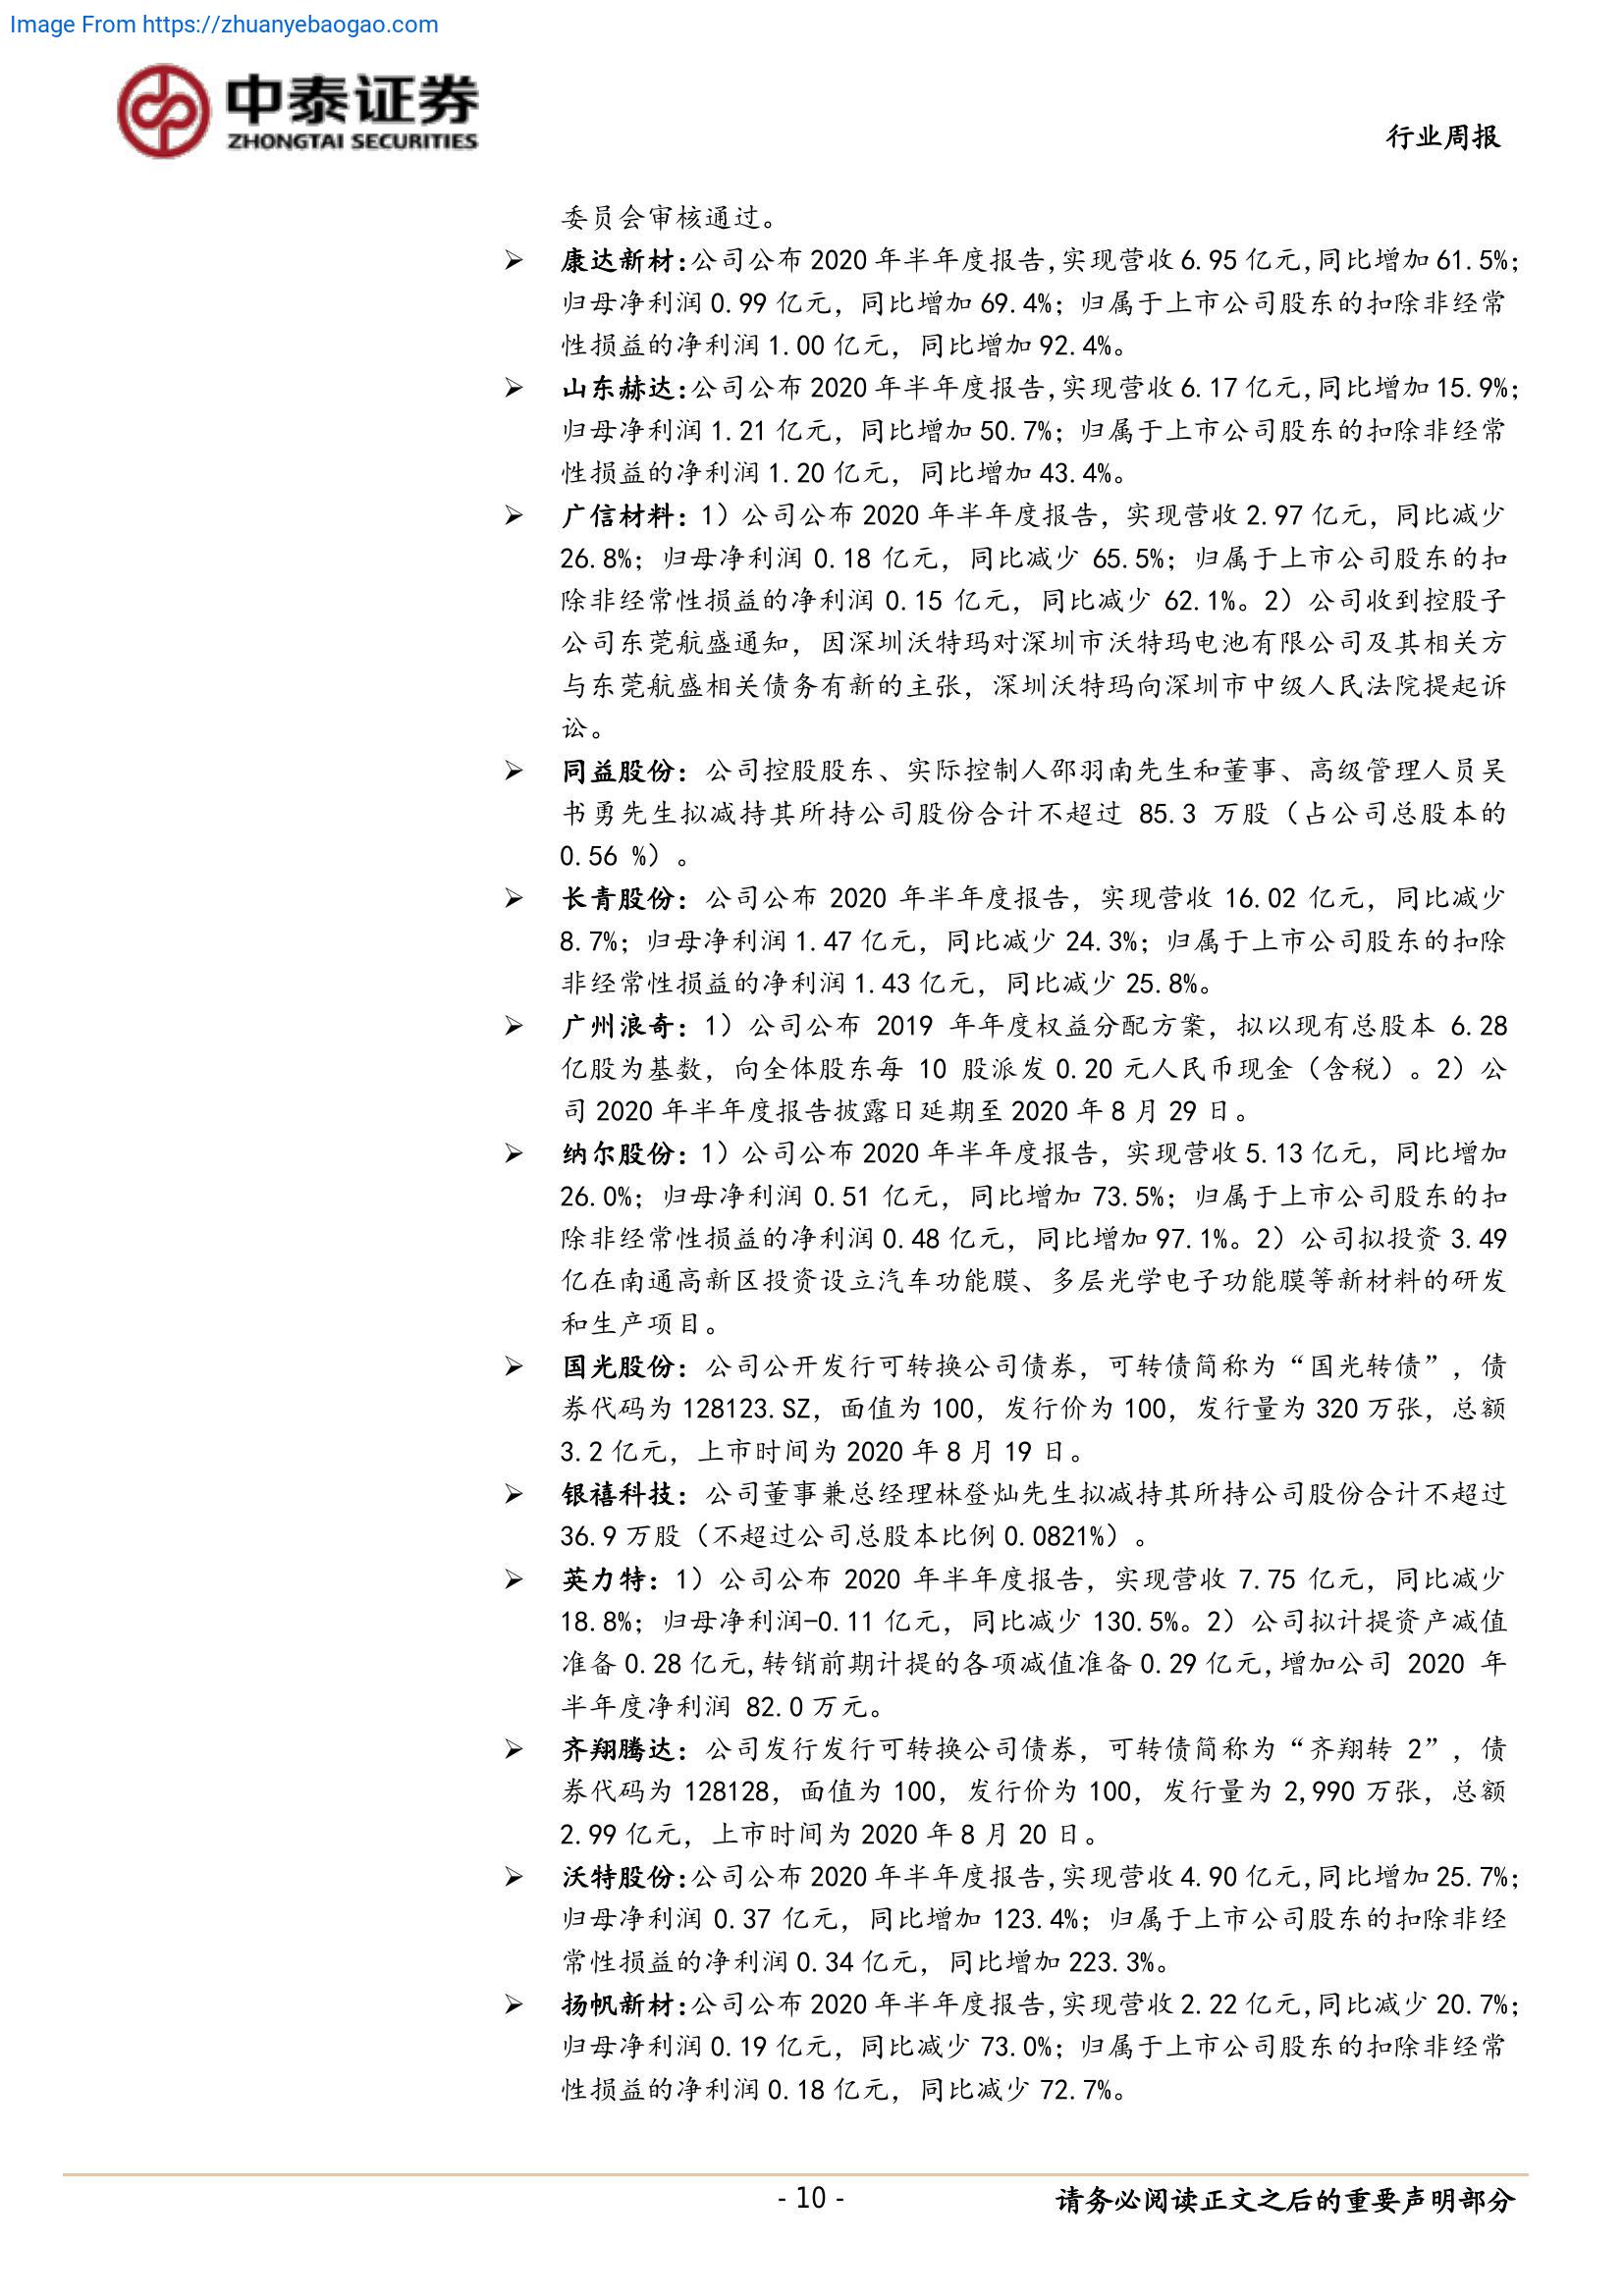 Image From https://zhuanyebaogao.com
中泰证券
ZHONGTAI SECURITIES
行业周报
委员会审核通过。
➢ 康达新材:公司公布 2020 年半年度报告,实现营收 6.95 亿元,同比增加 61.5%;
归母净利润 0.99 亿元，同比增加 69.4%；归属于上市公司股东的扣除非经常
性损益的净利润 1.00 亿元，同比增加 92.4%。
➢ 山东赫达:公司公布 2020 年半年度报告,实现营收 6.17 亿元,同比增加 15.9%;
归母净利润 1.21 亿元，同比增加 50.7%；归属于上市公司股东的扣除非经常
性损益的净利润 1.20 亿元，同比增加 43.4%。
➢ 广信材料：1）公司公布 2020 年半年度报告，实现营收 2.97 亿元，同比减少
26.8%；归母净利润 0.18 亿元，同比减少 65.5%；归属于上市公司股东的扣
除非经常性损益的净利润 0.15 亿元，同比减少 62.1%。2）公司收到控股子
公司东莞航盛通知，因深圳沃特玛对深圳市沃特玛电池有限公司及其相关方
与东莞航盛相关债务有新的主张，深圳沃特玛向深圳市中级人民法院提起诉
讼。
➢ 同益股份：公司控股股东、实际控制人邵羽南先生和董事、高级管理人员吴
书勇先生拟减持其所持公司股份合计不超过 85.3 万股（占公司总股本的
0.56 %）。
➢ 长青股份：公司公布 2020 年半年度报告，实现营收 16.02 亿元，同比减少
8.7%；归母净利润 1.47 亿元，同比减少 24.3%；归属于上市公司股东的扣除
非经常性损益的净利润 1.43 亿元，同比减少 25.8%。
➢ 广州浪奇：1）公司公布 2019 年年度权益分配方案，拟以现有总股本 6.28
亿股为基数，向全体股东每 10 股派发 0.20 元人民币现金（含税）。2）公
司 2020 年半年度报告披露日延期至 2020 年 8 月 29 日。
➢ 纳尔股份：1）公司公布 2020 年半年度报告，实现营收 5.13 亿元，同比增加
26.0%；归母净利润 0.51 亿元，同比增加 73.5%；归属于上市公司股东的扣
除非经常性损益的净利润 0.48 亿元，同比增加 97.1%。2）公司拟投资 3.49
亿在南通高新区投资设立汽车功能膜、多层光学电子功能膜等新材料的研发
和生产项目。
➢ 国光股份：公司公开发行可转换公司债券，可转债简称为“国光转债”，债
券代码为 128123.SZ，面值为 100，发行价为 100，发行量为 320 万张，总额
3.2 亿元，上市时间为 2020 年 8 月 19 日。
➢ 银禧科技：公司董事兼总经理林登灿先生拟减持其所持公司股份合计不超过
36.9 万股（不超过公司总股本比例 0.0821%）。
➢ 英力特：1）公司公布 2020 年半年度报告，实现营收 7.75 亿元，同比减少
18.8%；归母净利润-0.11 亿元，同比减少 130.5%。2）公司拟计提资产减值
准备 0.28 亿元,转销前期计提的各项减值准备 0.29 亿元,增加公司 2020 年
半年度净利润 82.0 万元。
➢ 齐翔腾达：公司发行发行可转换公司债券，可转债简称为“齐翔转 2”，债
券代码为 128128，面值为 100，发行价为 100，发行量为 2,990 万张，总额
2.99 亿元，上市时间为 2020 年 8 月 20 日。
➢ 沃特股份:公司公布 2020 年半年度报告,实现营收 4.90 亿元,同比增加 25.7%;
归母净利润 0.37 亿元，同比增加 123.4%；归属于上市公司股东的扣除非经
常性损益的净利润 0.34 亿元，同比增加 223.3%。
➢ 扬帆新材:公司公布 2020 年半年度报告,实现营收 2.22 亿元,同比减少 20.7%;
归母净利润 0.19 亿元，同比减少 73.0%；归属于上市公司股东的扣除非经常
性损益的净利润 0.18 亿元，同比减少 72.7%。
- 10 -
请务必阅读正文之后的重要声明部分